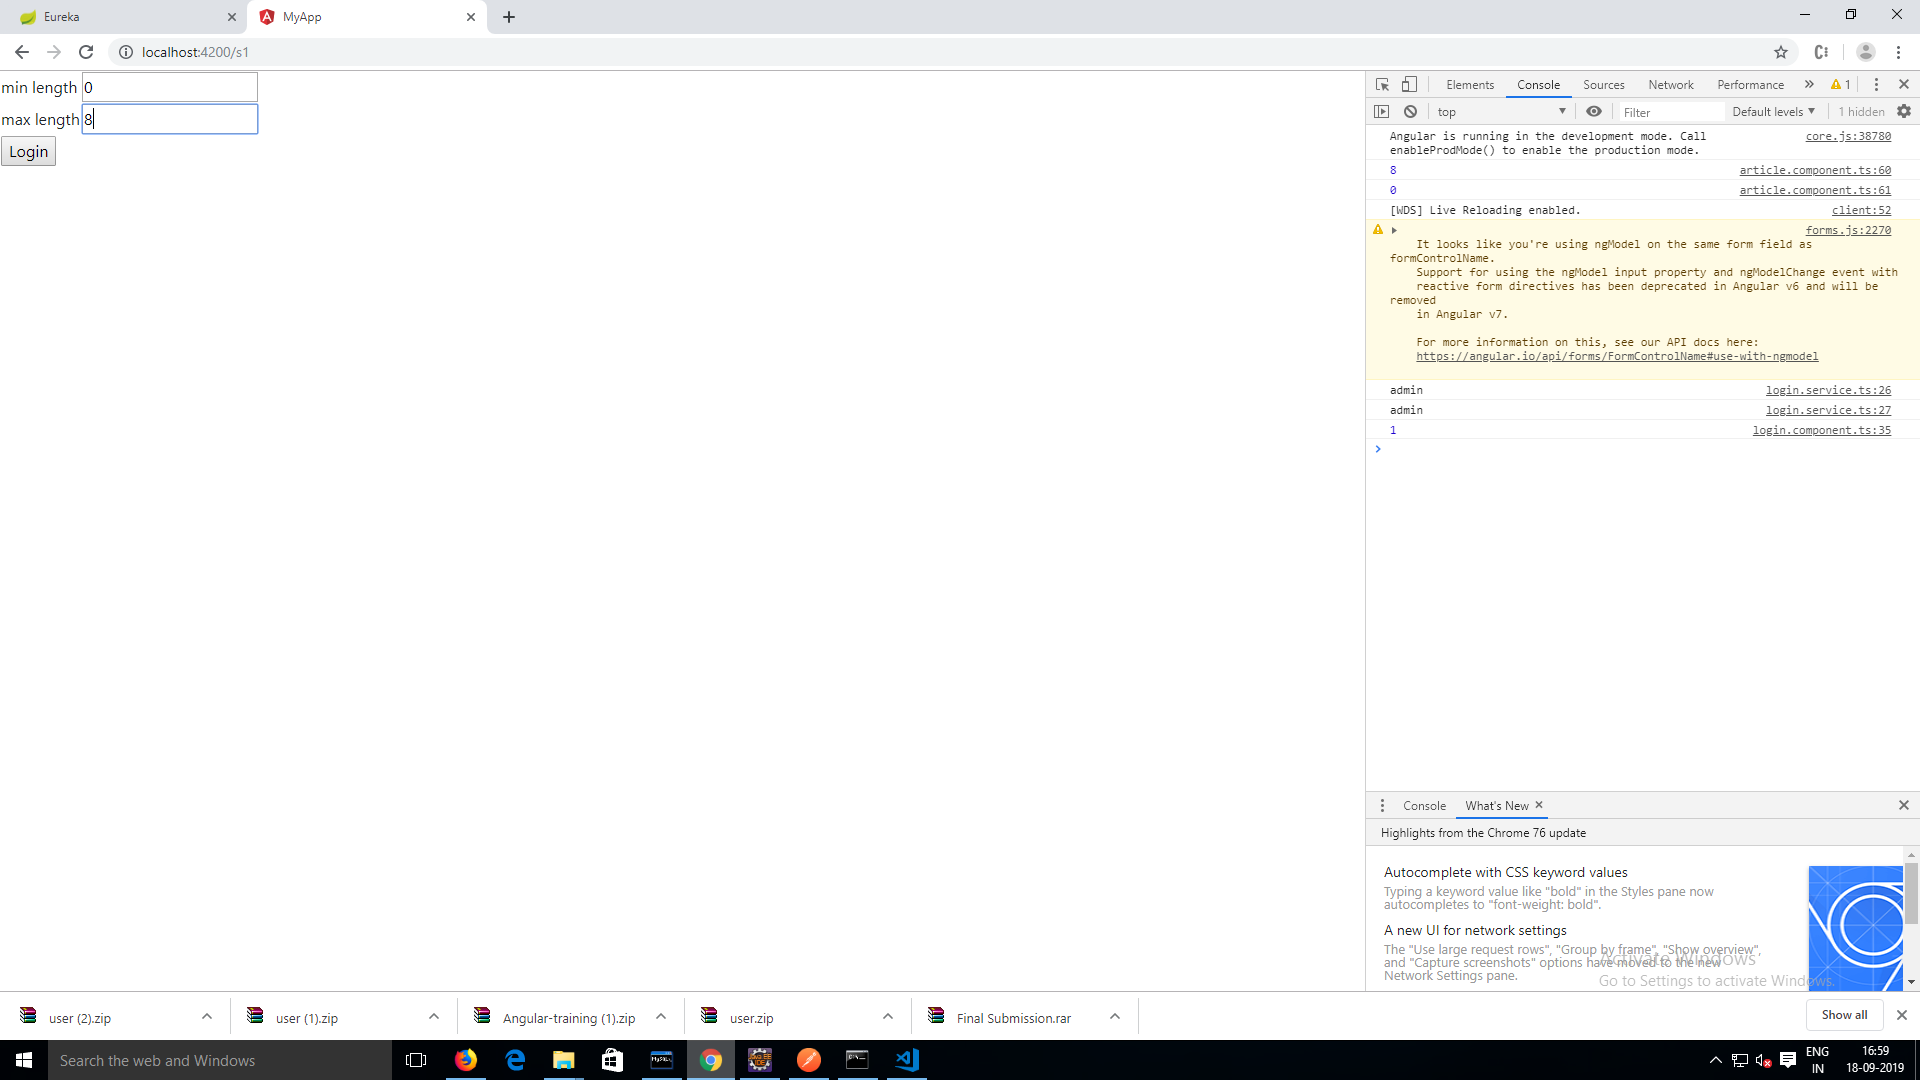 Eureka
MyApp
localhost:4200/s1
min length 0
max length 8
Login
Elements Console Sources Network Performance » 1
top Filter Default levels 1 hidden
Angular is running in the development mode. Call core.js:38780
enableProdMode() to enable the production mode.
8 article.component.ts:60
0 article.component.ts:61
[WDS] Live Reloading enabled. client:52
forms.js:2270
It looks like you're using ngModel on the same form field as
formControlName.
Support for using the ngModel input property and ngModelChange event with
reactive form directives has been deprecated in Angular v6 and will be
removed
in Angular v7.
For more information on this, see our API docs here:
https://angular.io/api/forms/FormControlName#use-with-ngmodel
admin login.service.ts:26
admin login.service.ts:27
1 login.component.ts:35
Console What's New
Highlights from the Chrome 76 update
Autocomplete with CSS keyword values
Typing a keyword value like "bold" in the Styles pane now
autocompletes to "font-weight: bold".
A new UI for network settings
The "Use large request rows", "Group by frame", "Show overview",
and "Capture screenshots" options have moved to the new
Network Settings pane.
Activate Windows
Go to Settings to activate Windows.
user (2).zip
user (1).zip
Angular-training (1).zip
user.zip
Final Submission.rar
Show all
Search the web and Windows
ENG
IN
16:59
18-09-2019